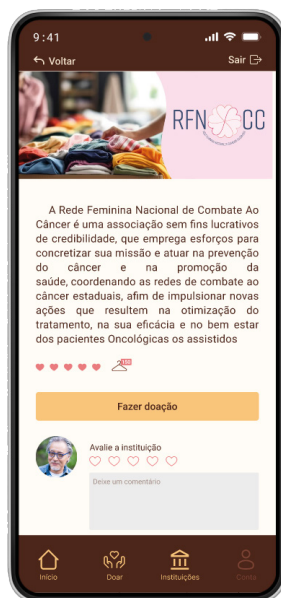 9:41
Voltar
Sair
RFN CC
A Rede Feminina Nacional de Combate Ao
Câncer é uma associação sem fins lucrativos
de credibilidade, que emprega esforços para
concretizar sua missão e atuar na prevenção
do câncer e na promoção da
saúde, coordenando as redes de combate ao
câncer estaduais, afim de impulsionar novas
ações que resultem na otimização do
tratamento, na sua eficácia e no bem estar
dos pacientes Oncológicas os assistidos
Fazer doação
Avalie a instituição
Deixe um comentário
Início
Doar
Instituições
Conta